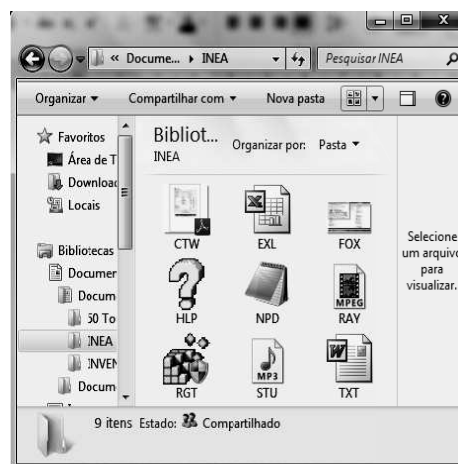 « Docume... ▸ INEA
Pesquisar INEA
Organizar ▾ Compartilhar com ▾ Nova pasta
Favoritos
Área de T
Downloac
Locais
Bibliotecas
Documer
Docum
50 To
INEA
INVEN
Docum
Bibliot...
INEA
Organizar por: Pasta ▾
CTW EXL FOX
MPEG
HLP NPD RAY
MP3
RGT STU TXT
Selecione
um arquivo
para
visualizar.
9 itens Estado: Compartilhado